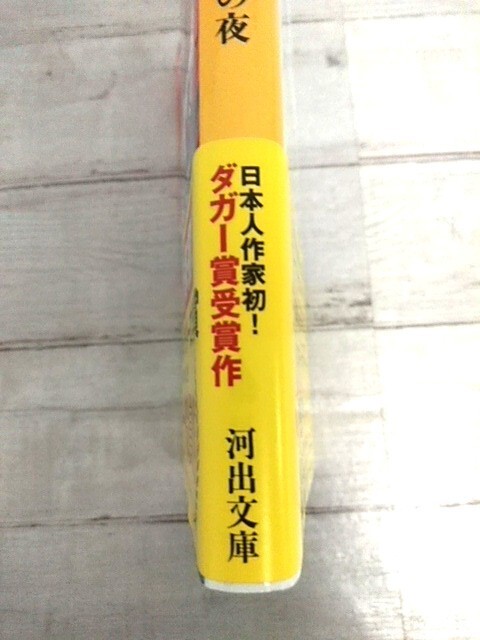 の夜
日本人作家初！
ダガー賞受賞作
河出文庫